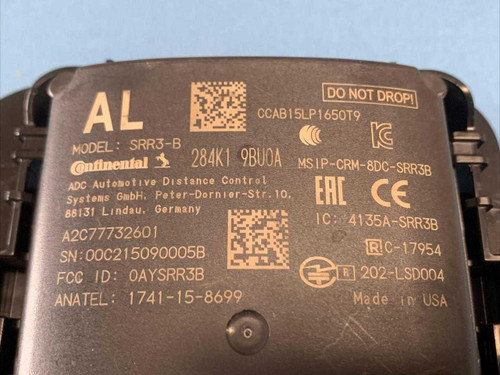 DO NOT DROP!
AL
CCAB15LP1650T9
MODEL: SRR3-B
Continental 284K1 9BU0A
MSIP-CRM-8DC-SRR3B
ADC Automotive Distance Control
Systems GmbH, Peter-Dornier-Str.10,
88131 Lindau, Germany
EAC CE
IC: 4135A-SRR3B
A2C77732601
R C-17954
SN:00C215090005B
FCC ID: OAYSRR3B
R 202-LSD004
ANATEL: 1741-15-8699
Made in USA